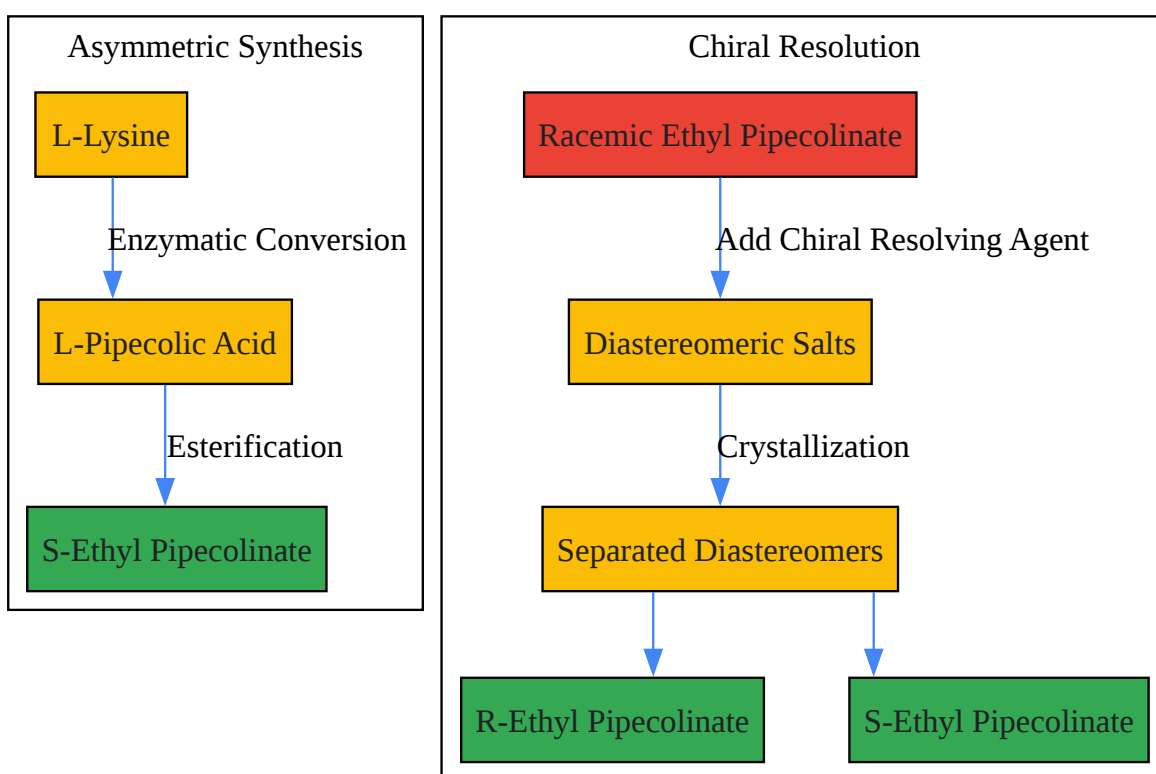 Asymmetric Synthesis
L-Lysine
Enzymatic Conversion
L-Pipecolic Acid
Esterification
S-Ethyl Pipecolinate
Chiral Resolution
Racemic Ethyl Pipecolinate
Add Chiral Resolving Agent
Diastereomeric Salts
Crystallization
Separated Diastereomers
R-Ethyl Pipecolinate
S-Ethyl Pipecolinate